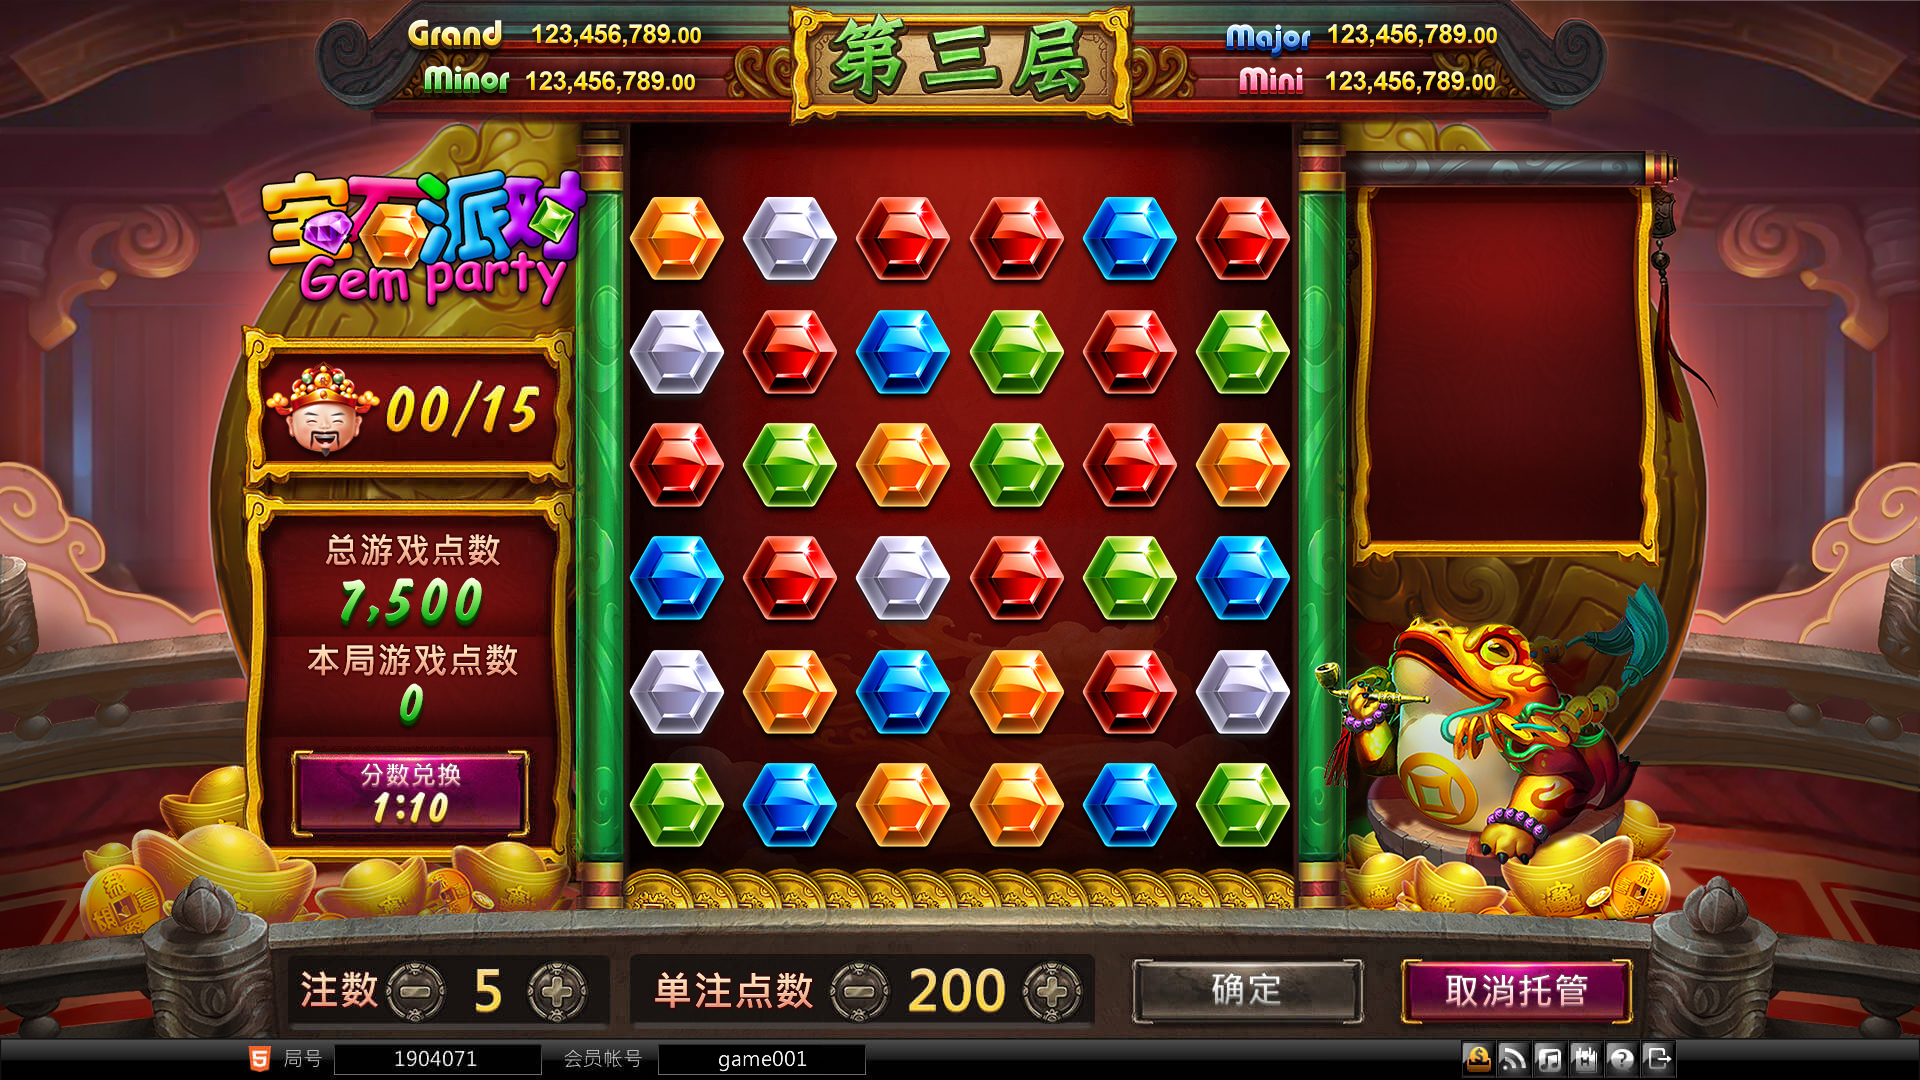 Grand 123,456,789.00
Minor 123,456,789.00
第三层
Major 123,456,789.00
Mini 123,456,789.00
宝石派对
Gem party
00/15
总游戏点数
7,500
本局游戏点数
0
分数兑换
1:10
注数 5
单注点数 200
确定
取消托管
5 局号 1904071 会员帐号 game001